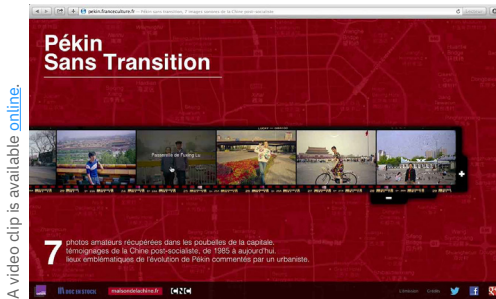 A video clip is available online.
pekin.franceculture.fr
Pékin
Sans Transition
Passerelle de Fuxing Lu
7
photos amateurs récupérées dans les poubelles de la capitale.
témoignages de la Chine post-socialiste, de 1985 à aujourd'hui.
lieux emblématiques de l'évolution de Pékin commentés par un urbaniste.
maisondelachine.fr
CNC